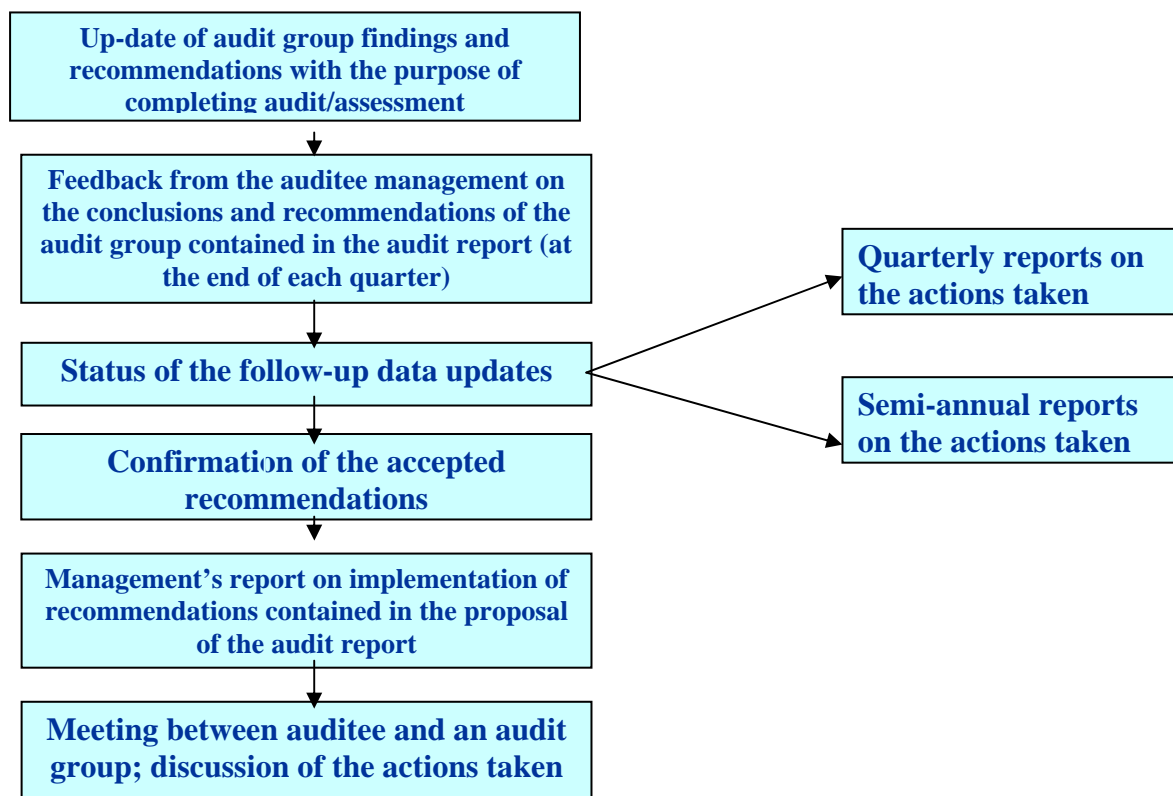 Up-date of audit group findings and
recommendations with the purpose of
completing audit/assessment
Feedback from the auditee management on
the conclusions and recommendations of the
audit group contained in the audit report (at
the end of each quarter)
Quarterly reports on
the actions taken
Status of the follow-up data updates
Semi-annual reports
on the actions taken
Confirmation of the accepted
recommendations
Management’s report on implementation of
recommendations contained in the proposal
of the audit report
Meeting between auditee and an audit
group; discussion of the actions taken